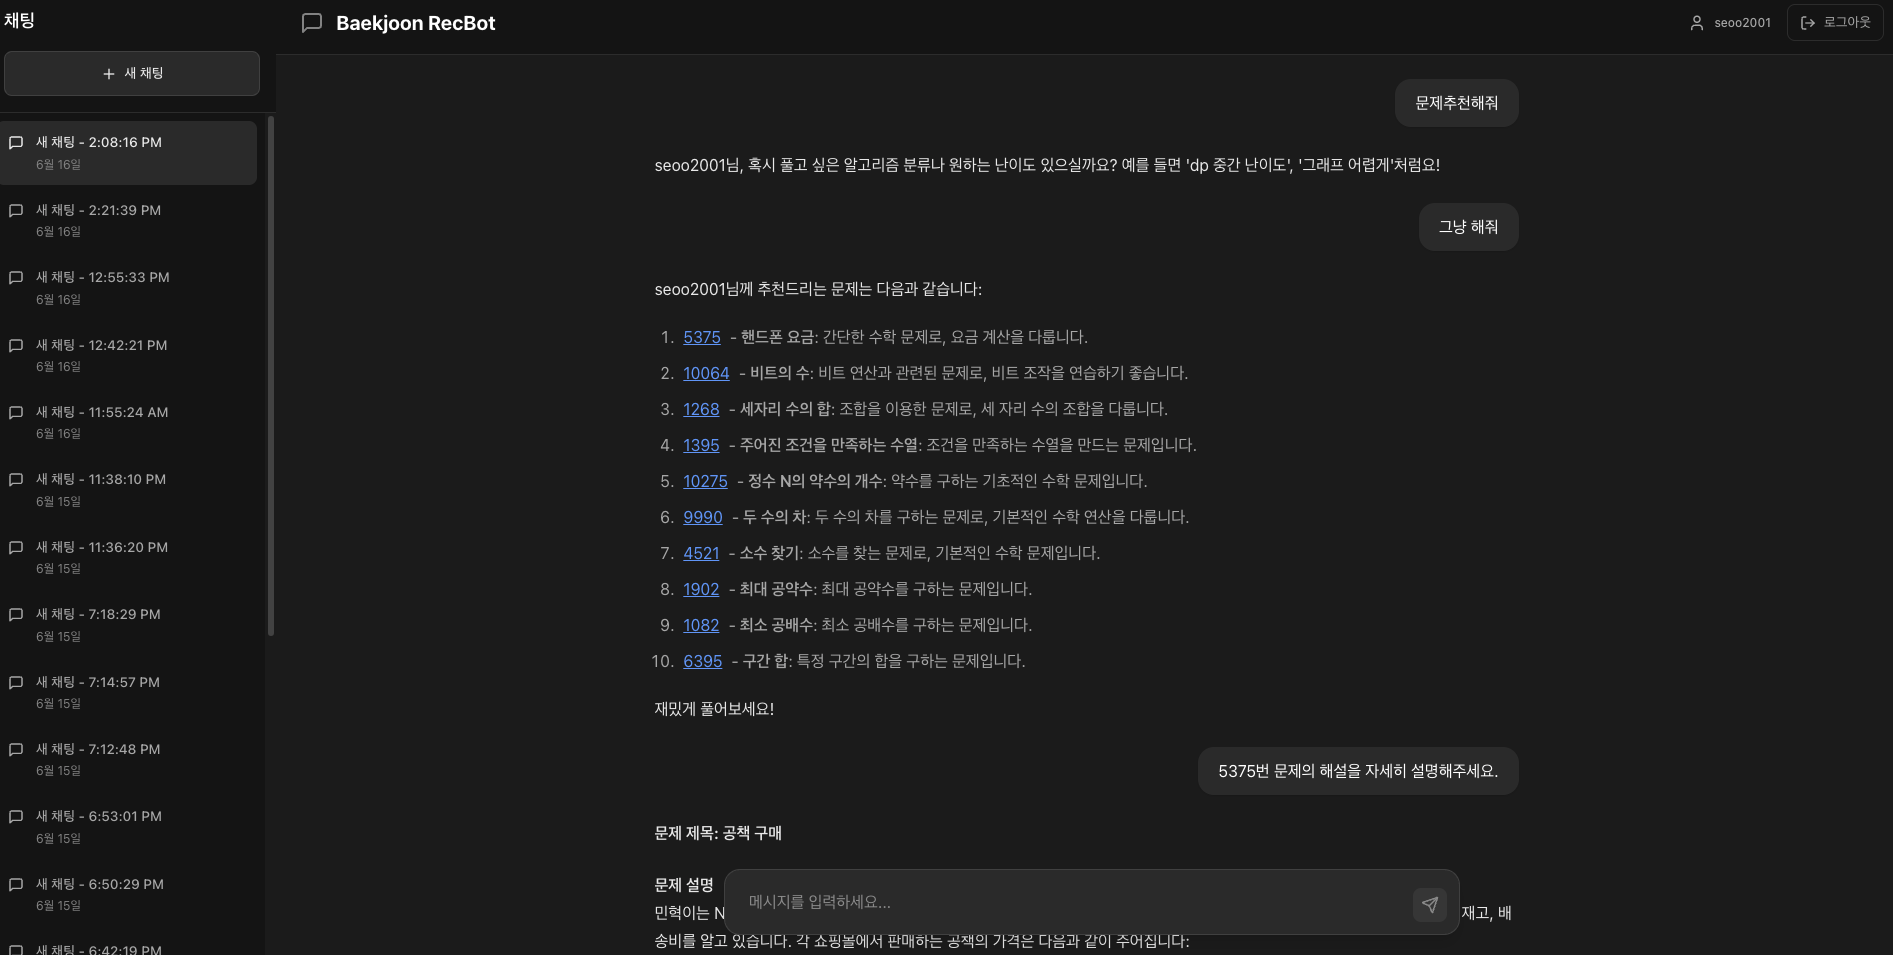 채팅
+ 새 채팅
새 채팅 - 2:08:16 PM
6월 16일
새 채팅 - 2:21:39 PM
6월 16일
새 채팅 - 12:55:33 PM
6월 16일
새 채팅 - 12:42:21 PM
6월 16일
새 채팅 - 11:55:24 AM
6월 16일
새 채팅 - 11:38:10 PM
6월 15일
새 채팅 - 11:36:20 PM
6월 15일
새 채팅 - 7:18:29 PM
6월 15일
새 채팅 - 7:14:57 PM
6월 15일
새 채팅 - 7:12:48 PM
6월 15일
새 채팅 - 6:53:01 PM
6월 15일
새 채팅 - 6:50:29 PM
6월 15일
새 채팅 - 6:42:19 PM
Baekjoon RecBot
seoo2001
로그아웃
문제추천해줘
seoo2001님, 혹시 풀고 싶은 알고리즘 분류나 원하는 난이도 있으실까요? 예를 들면 'dp 중간 난이도', '그래프 어렵게'처럼요!
그냥 해줘
seoo2001님께 추천드리는 문제는 다음과 같습니다:
1. 5375 - 핸드폰 요금: 간단한 수학 문제로, 요금 계산을 다룹니다.
2. 10064 - 비트의 수: 비트 연산과 관련된 문제로, 비트 조작을 연습하기 좋습니다.
3. 1268 - 세자리 수의 합: 조합을 이용한 문제로, 세 자리 수의 조합을 다룹니다.
4. 1395 - 주어진 조건을 만족하는 수열: 조건을 만족하는 수열을 만드는 문제입니다.
5. 10275 - 정수 N의 약수의 개수: 약수를 구하는 기초적인 수학 문제입니다.
6. 9990 - 두 수의 차: 두 수의 차를 구하는 문제로, 기본적인 수학 연산을 다룹니다.
7. 4521 - 소수 찾기: 소수를 찾는 문제로, 기본적인 수학 문제입니다.
8. 1902 - 최대 공약수: 최대 공약수를 구하는 문제입니다.
9. 1082 - 최소 공배수: 최소 공배수를 구하는 문제입니다.
10. 6395 - 구간 합: 특정 구간의 합을 구하는 문제입니다.
재밌게 풀어보세요!
5375번 문제의 해설을 자세히 설명해주세요.
문제 제목: 공책 구매
문제 설명
민혁이는 N 재고, 배
송비를 알고 있습니다. 각 쇼핑몰에서 판매하는 공책의 가격은 다음과 같이 주어집니다:
메시지를 입력하세요...